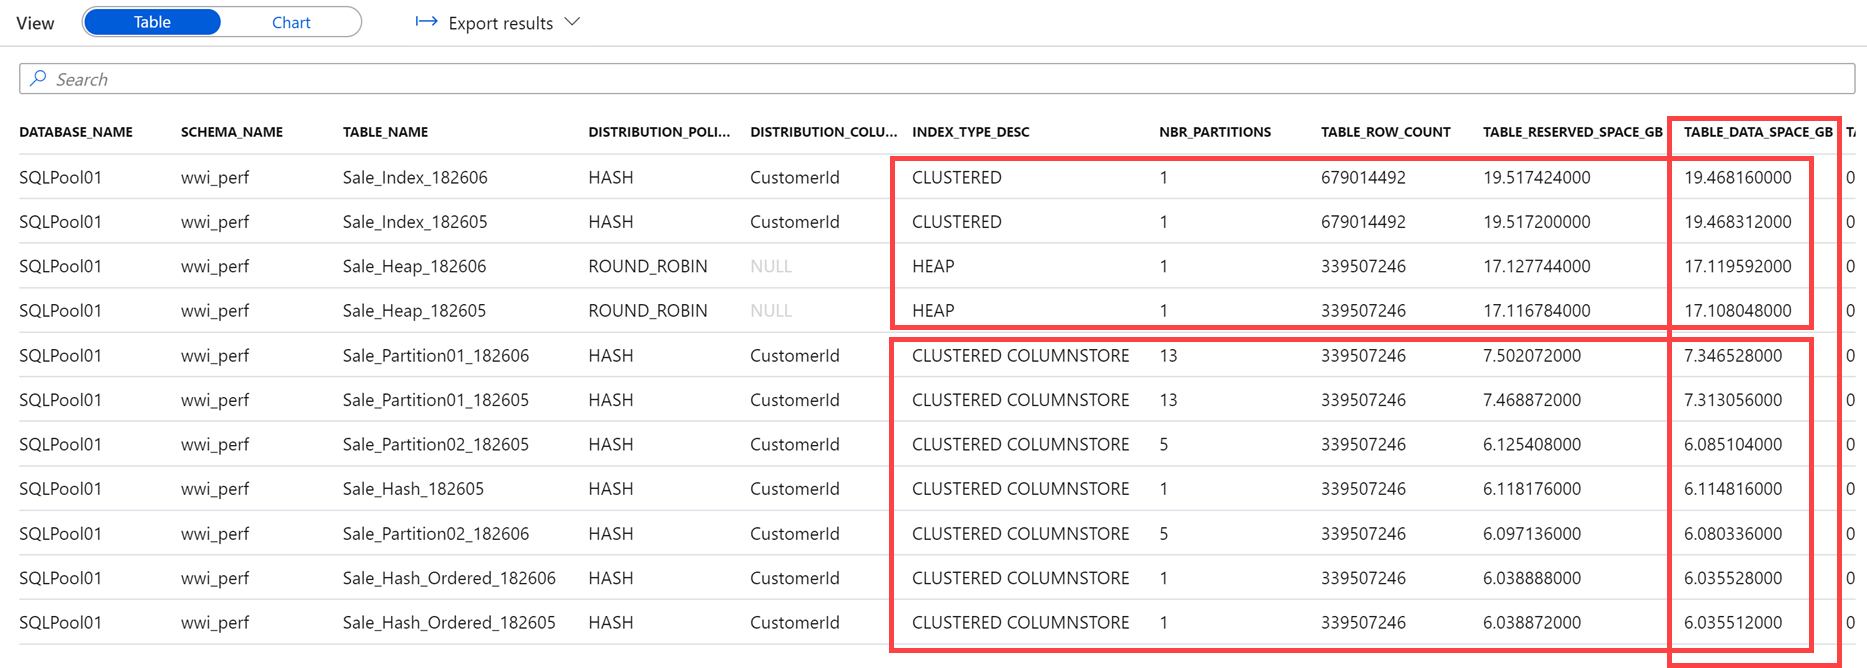 View Table Chart Export results
Search
DATABASE_NAME SCHEMA_NAME TABLE_NAME DISTRIBUTION_POLI... DISTRIBUTION_COLU... INDEX_TYPE_DESC NBR_PARTITIONS TABLE_ROW_COUNT TABLE_RESERVED_SPACE_GB TABLE_DATA_SPACE_GB
SQLPool01 wwi_perf Sale_Index_182606 HASH CustomerId CLUSTERED 1 679014492 19.517424000 19.468160000 0
SQLPool01 wwi_perf Sale_Index_182605 HASH CustomerId CLUSTERED 1 679014492 19.517200000 19.468312000 0
SQLPool01 wwi_perf Sale_Heap_182606 ROUND_ROBIN NULL HEAP 1 339507246 17.127744000 17.119592000 0
SQLPool01 wwi_perf Sale_Heap_182605 ROUND_ROBIN NULL HEAP 1 339507246 17.116784000 17.108048000 0
SQLPool01 wwi_perf Sale_Partition01_182606 HASH CustomerId CLUSTERED COLUMNSTORE 13 339507246 7.502072000 7.346528000 0
SQLPool01 wwi_perf Sale_Partition01_182605 HASH CustomerId CLUSTERED COLUMNSTORE 13 339507246 7.468872000 7.313056000 0
SQLPool01 wwi_perf Sale_Partition02_182605 HASH CustomerId CLUSTERED COLUMNSTORE 5 339507246 6.125408000 6.085104000 0
SQLPool01 wwi_perf Sale_Hash_182605 HASH CustomerId CLUSTERED COLUMNSTORE 1 339507246 6.118176000 6.114816000 0
SQLPool01 wwi_perf Sale_Partition02_182606 HASH CustomerId CLUSTERED COLUMNSTORE 5 339507246 6.097136000 6.080336000 0
SQLPool01 wwi_perf Sale_Hash_Ordered_182606 HASH CustomerId CLUSTERED COLUMNSTORE 1 339507246 6.038888000 6.035528000 0
SQLPool01 wwi_perf Sale_Hash_Ordered_182605 HASH CustomerId CLUSTERED COLUMNSTORE 1 339507246 6.038872000 6.035512000 0